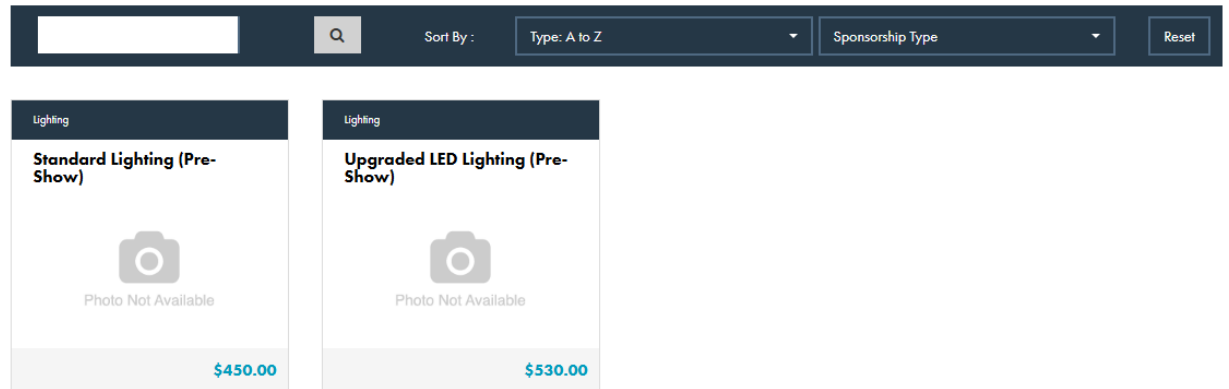 Sort By :
Type: A to Z
Sponsorship Type
Reset
Lighting
Standard Lighting (Pre-
Show)
Photo Not Available
$450.00
Lighting
Upgraded LED Lighting (Pre-
Show)
Photo Not Available
$530.00